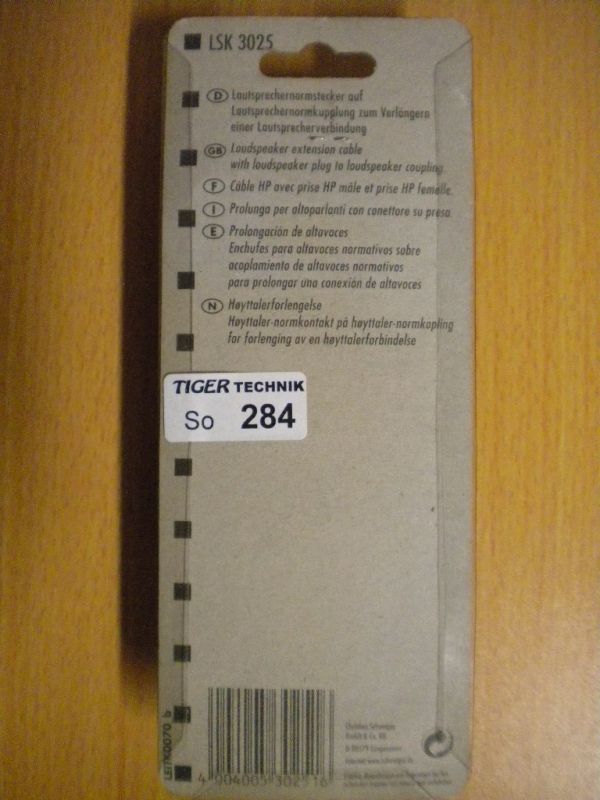 LSK 3025
D Lautsprechernormstecker auf
Lautsprechernormkupplung zum Verlängern
einer Lautsprecherverbindung
GB Loudspeaker extension cable
with loudspeaker plug to loudspeaker coupling
F Câble HP avec prise HP mâle et prise HP femelle.
I Prolunga per altoparlanti con conettore su presa
E Prolongación de altavoces
Enchufes para altavoces normativos sobre
acoplamiento de altavoces normativos
para prolongar una conexión de altavoces
N Høyttalerforlengelse
Høyttaler-normkontakt på høyttaler-normkopling
for forlenging av en høyttalerforbindelse
TIGER TECHNIK
So 284
4 004005 302516